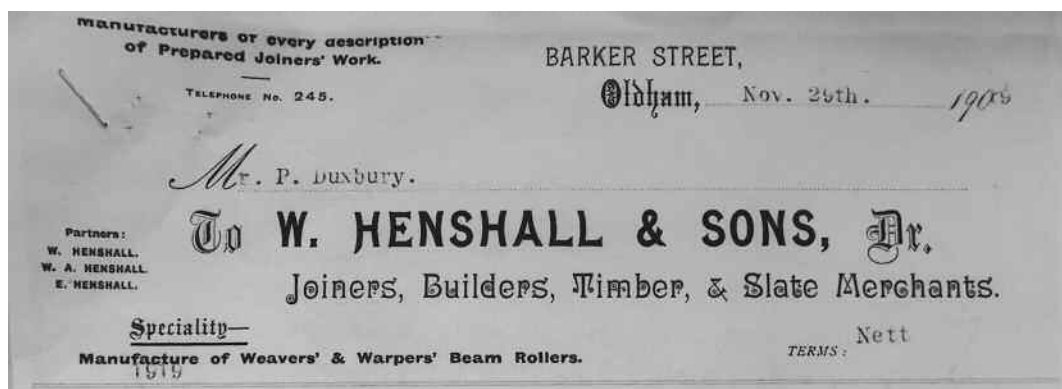 Manufacturers of every description
of Prepared Joiners' Work.
TELEPHONE No. 245.
BARKER STREET,
Oldham, Nov. 29th. 190
Mr. P. Duxbury.
Partners:
W. HENSHALL.
W. A. HENSHALL.
E. HENSHALL.
To W. HENSHALL & SONS, Dr.
Joiners, Builders, Timber, & Slate Merchants.
Speciality—
Manufacture of Weavers' & Warpers' Beam Rollers.
TERMS: Nett
1919